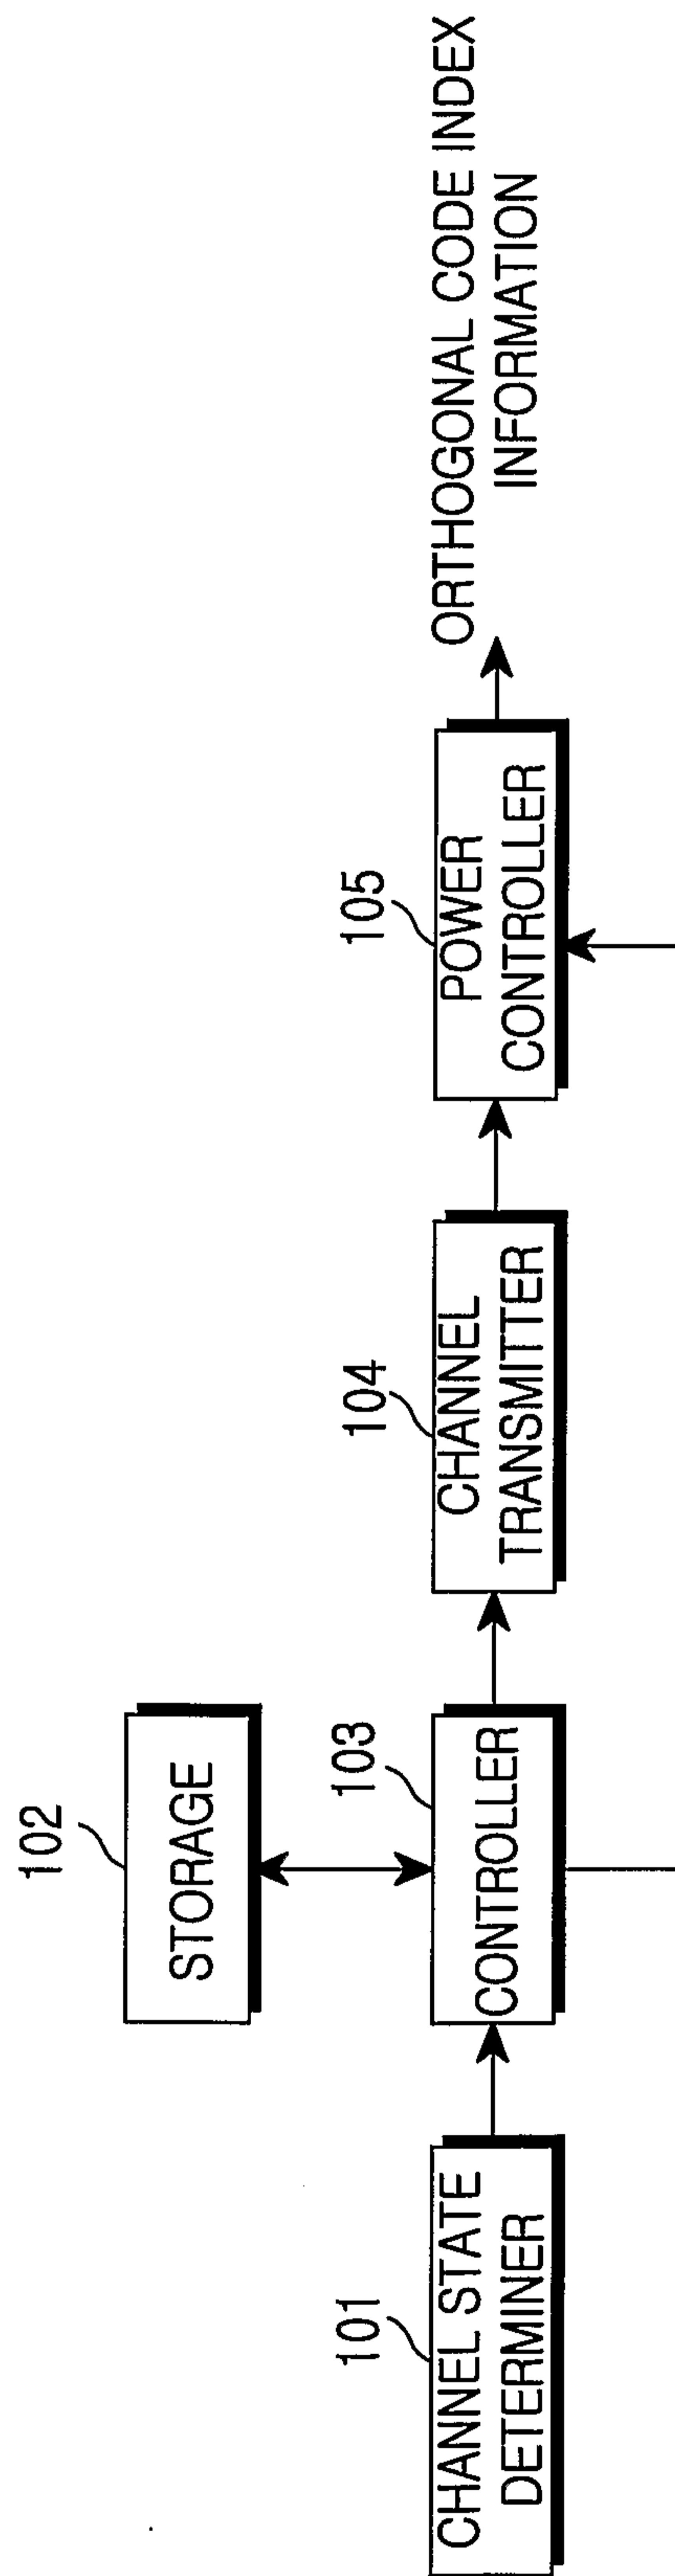 102
STORAGE
101
CHANNEL STATE
DETERMINER
103
CONTROLLER
104
CHANNEL
TRANSMITTER
105
POWER
CONTROLLER
ORTHOGONAL CODE INDEX
INFORMATION